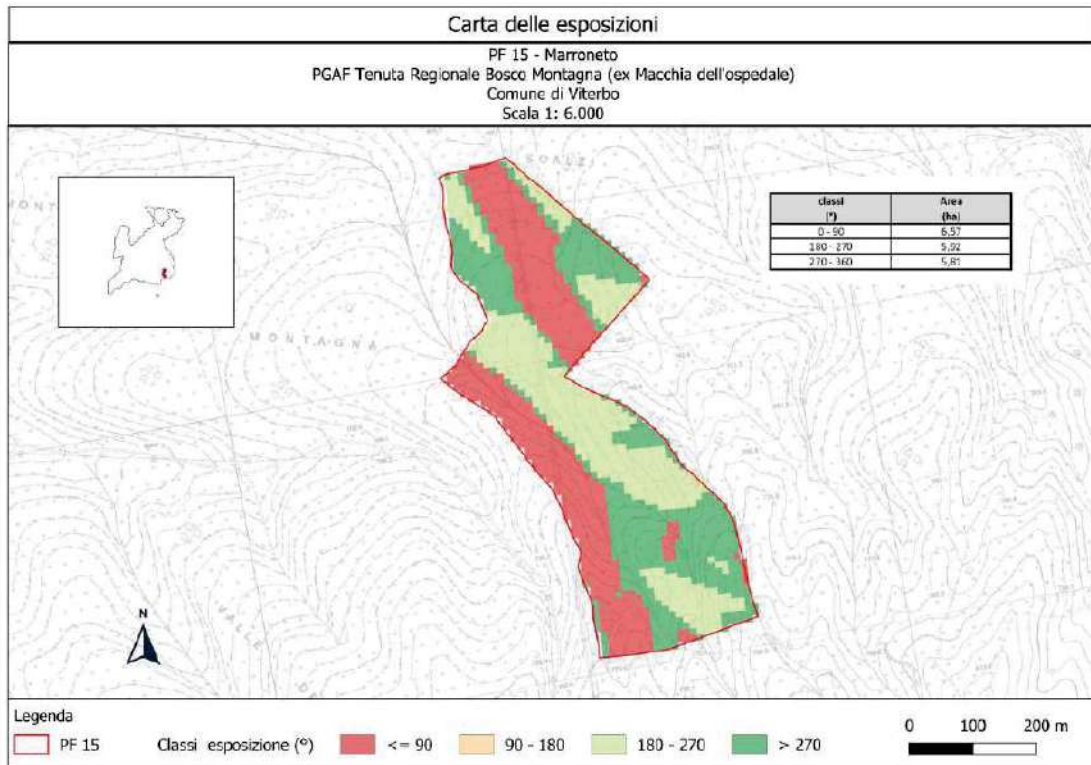 Carta delle esposizioni
PF 15 - Marroneto
PGAF Tenuta Regionale Bosco Montagna (ex Macchia dell'ospedale)
Comune di Viterbo
Scala 1: 6.000
SCALZI
MONTAGNA
classi Area
(°) (ha)
0 - 90 6,57
180 - 270 5,92
270 - 360 5,81
N
Legenda
PF 15 Classi esposizione (°) <= 90 90 - 180 180 - 270 > 270
0 100 200 m